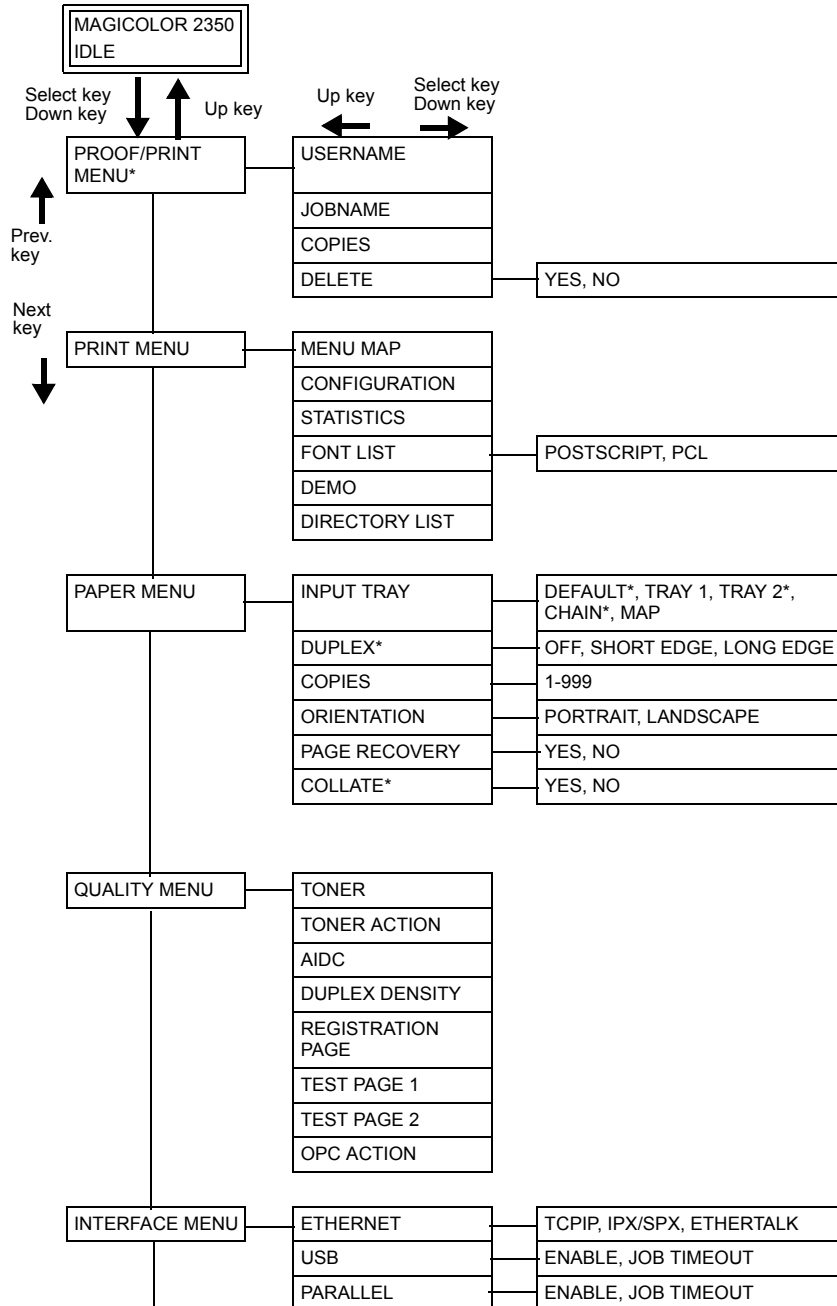 MAGICOLOR 2350
IDLE
Select key
Down key
Up key
Up key
Select key
Down key
PROOF/PRINT
MENU*
USERNAME
JOBNAME
COPIES
DELETE
YES, NO
Prev.
key
Next
key
PRINT MENU
MENU MAP
CONFIGURATION
STATISTICS
FONT LIST
POSTSCRIPT, PCL
DEMO
DIRECTORY LIST
PAPER MENU
INPUT TRAY
DEFAULT*, TRAY 1, TRAY 2*,
CHAIN*, MAP
DUPLEX*
OFF, SHORT EDGE, LONG EDGE
COPIES
1-999
ORIENTATION
PORTRAIT, LANDSCAPE
PAGE RECOVERY
YES, NO
COLLATE*
YES, NO
QUALITY MENU
TONER
TONER ACTION
AIDC
DUPLEX DENSITY
REGISTRATION
PAGE
TEST PAGE 1
TEST PAGE 2
OPC ACTION
INTERFACE MENU
ETHERNET
TCPIP, IPX/SPX, ETHERTALK
USB
ENABLE, JOB TIMEOUT
PARALLEL
ENABLE, JOB TIMEOUT